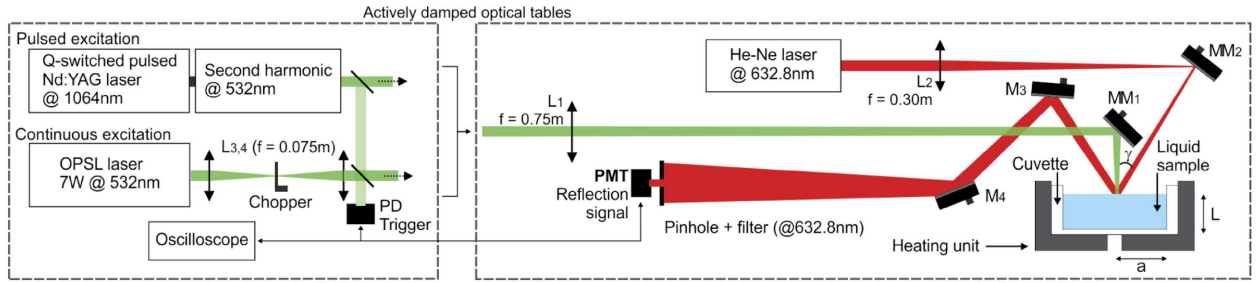 Actively damped optical tables
Pulsed excitation
Q-switched pulsed
Nd:YAG laser
@ 1064nm
Second harmonic
@ 532nm
Continuous excitation
OPSL laser
7W @ 532nm
L3,4 (f = 0.075m)
Chopper
PD
Trigger
Oscilloscope
He-Ne laser
@ 632.8nm
L2
f = 0.30m
MM2
M3
L1
f = 0.75m
MM1
γ
Liquid
sample
Cuvette
PMT
Reflection
signal
M4
L
Pinhole + filter (@632.8nm)
Heating unit
a